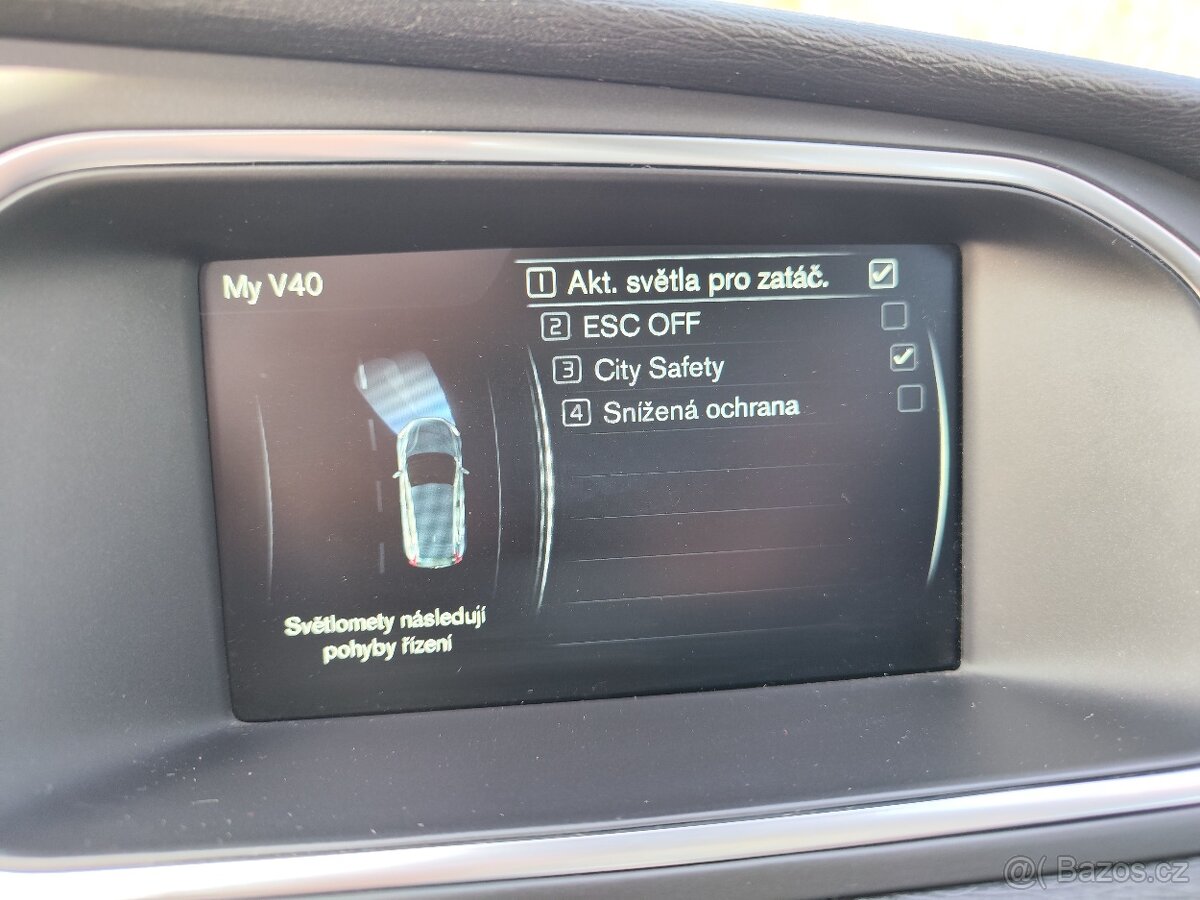 My V40
1 Akt. světla pro zatáč.
2 ESC OFF
3 City Safety
4 Snížená ochrana
Světlomety následují
pohyby řízení
@( Bazos.cz